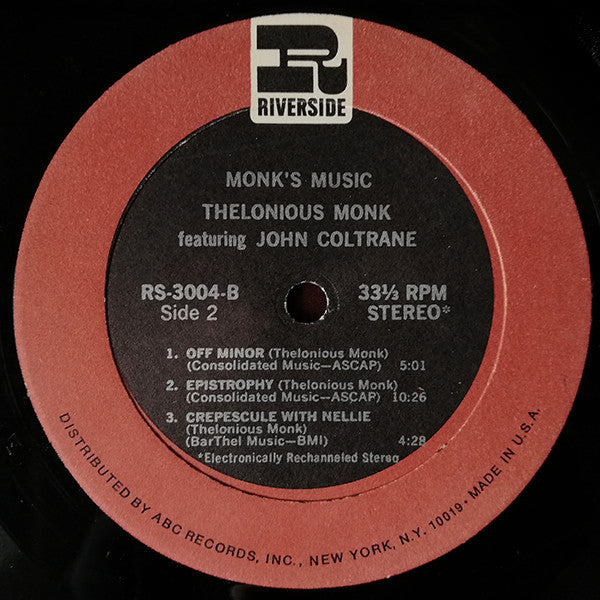 R
RIVERSIDE
MONK'S MUSIC
THELONIOUS MONK
featuring JOHN COLTRANE
RS-3004-B
Side 2
33⅓ RPM
STEREO*
1. OFF MINOR (Thelonious Monk)
(Consolidated Music—ASCAP) 5:01
2. EPISTROPHY (Thelonious Monk)
(Consolidated Music—ASCAP) 10:26
3. CREPESCULE WITH NELLIE
(Thelonious Monk)
(BarThel Music—BMI) 4:28
*Electronically Rechanneled Stereo
DISTRIBUTED BY ABC RECORDS, INC., NEW YORK, N.Y. 10019 • MADE IN U.S.A.